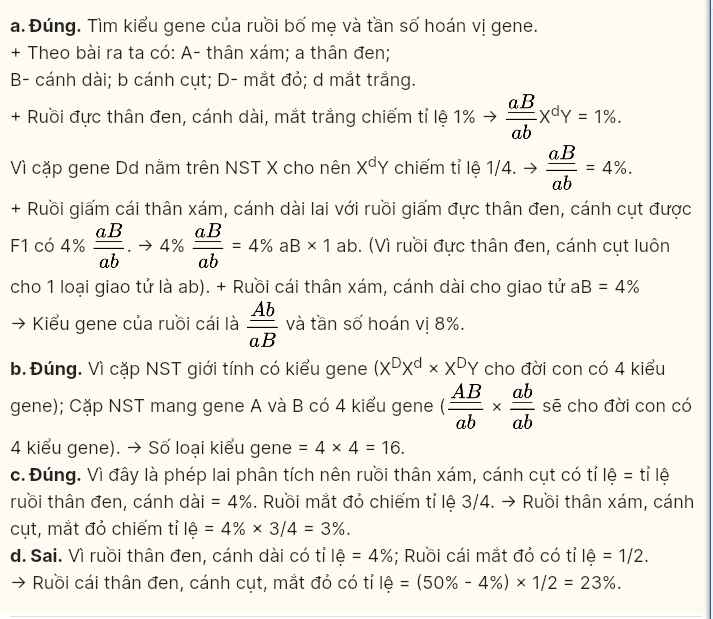 a. Đúng. Tìm kiểu gene của ruồi bố mẹ và tần số hoán vị gene.
+ Theo bài ra ta có: A- thân xám; a thân đen;
B- cánh dài; b cánh cụt; D- mắt đỏ; d mắt trắng.
+ Ruồi đực thân đen, cánh dài, mắt trắng chiếm tỉ lệ 1% → aB/ab XᵈY = 1%.
Vì cặp gene Dd nằm trên NST X cho nên XᵈY chiếm tỉ lệ 1/4. → aB/ab = 4%.
+ Ruồi giấm cái thân xám, cánh dài lai với ruồi giấm đực thân đen, cánh cụt được
F1 có 4% aB/ab. → 4% aB/ab = 4% aB × 1 ab. (Vì ruồi đực thân đen, cánh cụt luôn
cho 1 loại giao tử là ab). + Ruồi cái thân xám, cánh dài cho giao tử aB = 4%
→ Kiểu gene của ruồi cái là Ab/aB và tần số hoán vị 8%.
b. Đúng. Vì cặp NST giới tính có kiểu gene (XᴰXᵈ × XᴰY cho đời con có 4 kiểu
gene); Cặp NST mang gene A và B có 4 kiểu gene (AB/ab × ab/ab sẽ cho đời con có
4 kiểu gene). → Số loại kiểu gene = 4 × 4 = 16.
c. Đúng. Vì đây là phép lai phân tích nên ruồi thân xám, cánh cụt có tỉ lệ = tỉ lệ
ruồi thân đen, cánh dài = 4%. Ruồi mắt đỏ chiếm tỉ lệ 3/4. → Ruồi thân xám, cánh
cụt, mắt đỏ chiếm tỉ lệ = 4% × 3/4 = 3%.
d. Sai. Vì ruồi thân đen, cánh dài có tỉ lệ = 4%; Ruồi cái mắt đỏ có tỉ lệ = 1/2.
→ Ruồi cái thân đen, cánh cụt, mắt đỏ có tỉ lệ = (50% - 4%) × 1/2 = 23%.